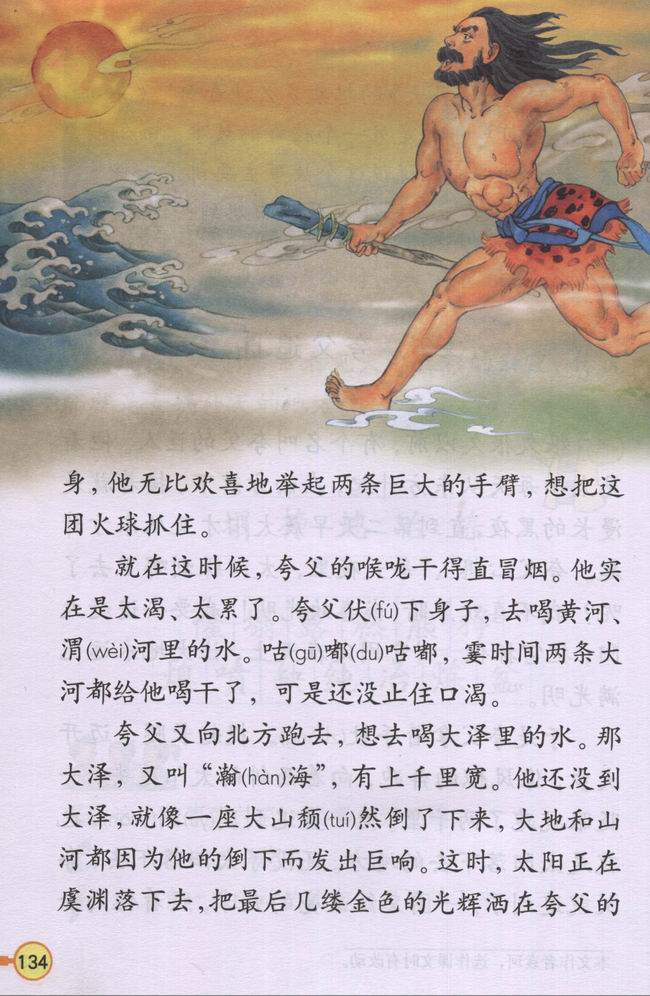 身，他无比欢喜地举起两条巨大的手臂，想把这
团火球抓住。
就在这时候，夸父的喉咙干得直冒烟。他实
在是太渴、太累了。夸父伏(fú)下身子，去喝黄河、
渭(wèi)河里的水。咕(gū)嘟(du)咕嘟，霎时间两条大
河都给他喝干了，可是还没止住口渴。
夸父又向北方跑去，想去喝大泽里的水。那
大泽，又叫“瀚(hàn)海”，有上千里宽。他还没到
大泽，就像一座大山颓(tuí)然倒了下来，大地和山
河都因为他的倒下而发出巨响。这时，太阳正在
虞渊落下去，把最后几缕金色的光辉洒在夸父的
134